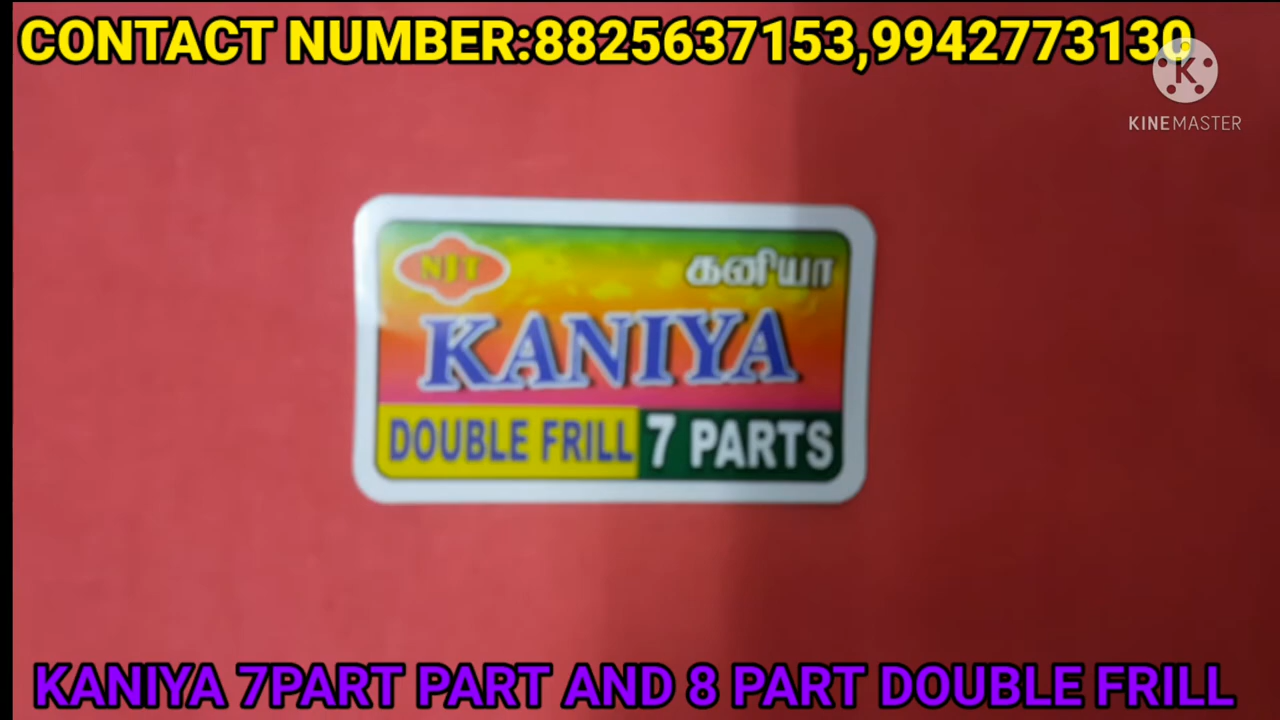 CONTACT NUMBER:8825637153,9942773130
K
KINEMASTER
NJT
கனியா
KANIYA
DOUBLE FRILL 7 PARTS
KANIYA 7PART PART AND 8 PART DOUBLE FRILL